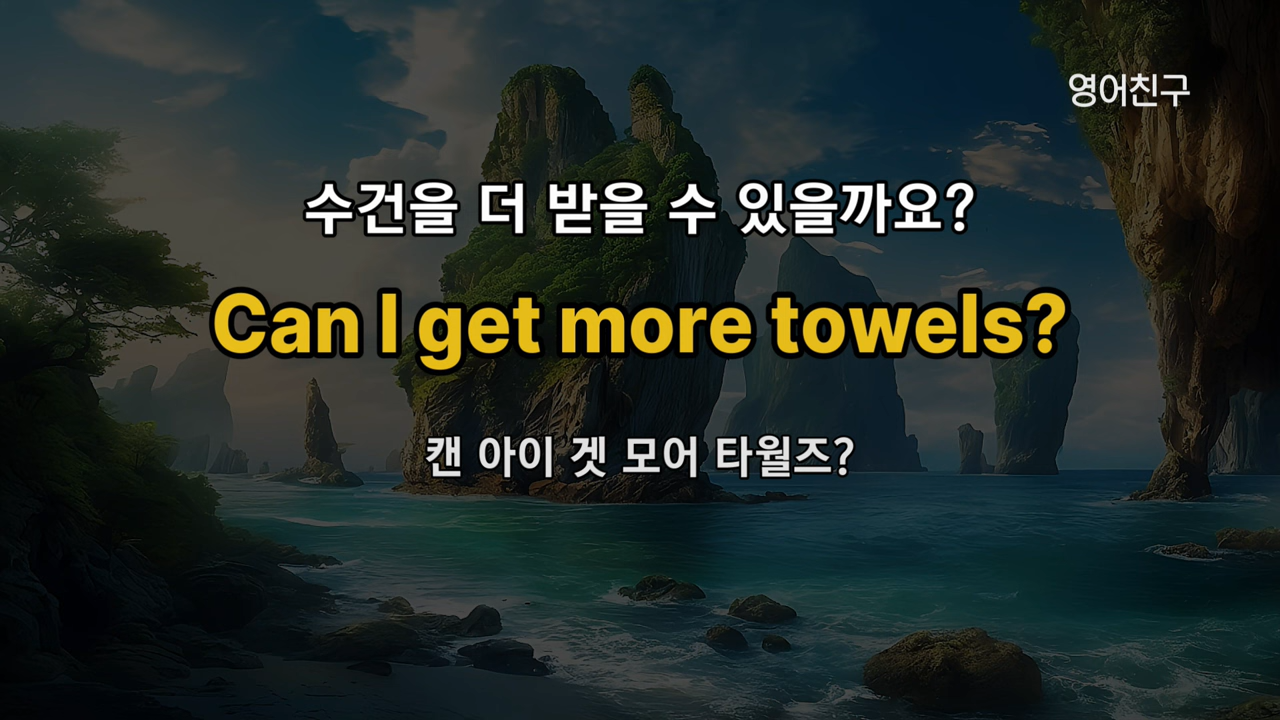 영어친구
수건을 더 받을 수 있을까요?
Can I get more towels?
캔 아이 겟 모어 타월즈?